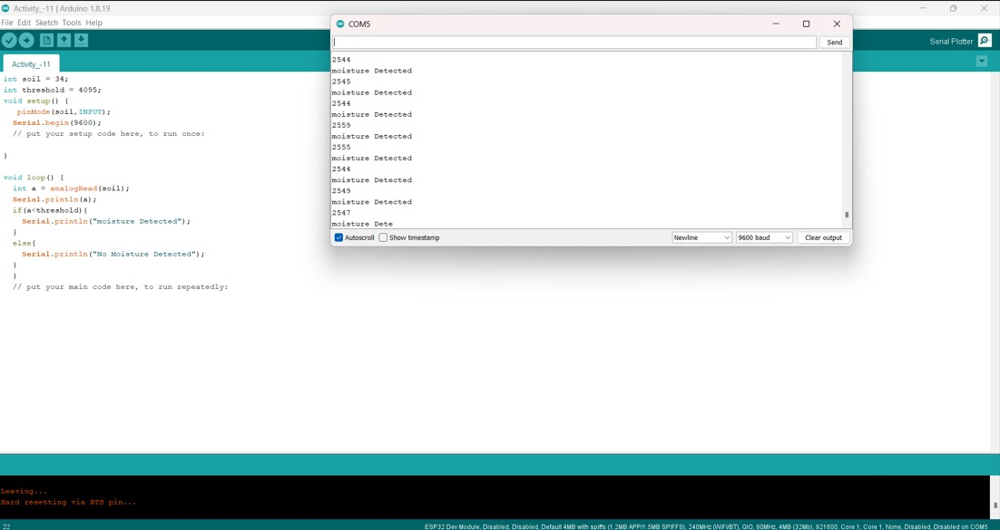 Activity_-11 | Arduino 1.8.19
File Edit Sketch Tools Help
Serial Plotter
Activity_-11
int soil = 34;
int threshold = 4095;
void setup() {
pinMode(soil,INPUT);
Serial.begin(9600);
// put your setup code here, to run once:
}
void loop() {
int a = analogRead(soil);
Serial.println(a);
if(a<threshold){
Serial.println("moisture Detected");
}
else{
Serial.println("No Moisture Detected");
}
}
// put your main code here, to run repeatedly:
COM5
Send
2544
moisture Detected
2545
moisture Detected
2544
moisture Detected
2559
moisture Detected
2555
moisture Detected
2544
moisture Detected
2549
moisture Detected
2547
moisture Dete
Autoscroll Show timestamp Newline 9600 baud Clear output
Leaving...
Hard resetting via RTS pin...
22 ESP32 Dev Module, Disabled, Disabled, Default 4MB with spiffs (1.2MB APP/1.5MB SPIFFS), 240MHz (WiFi/BT), QIO, 80MHz, 4MB (32Mb), 921600, Core 1, Core 1, None, Disabled, Disabled on COM5